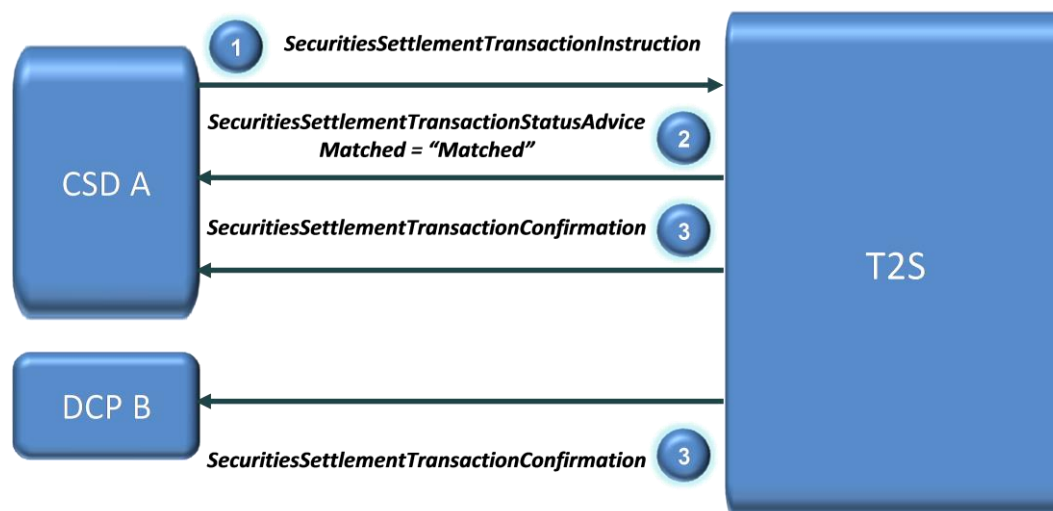 1
SecuritiesSettlementTransactionInstruction
SecuritiesSettlementTransactionStatusAdvice
Matched = “Matched”
2
CSD A
SecuritiesSettlementTransactionConfirmation
3
T2S
DCP B
SecuritiesSettlementTransactionConfirmation
3